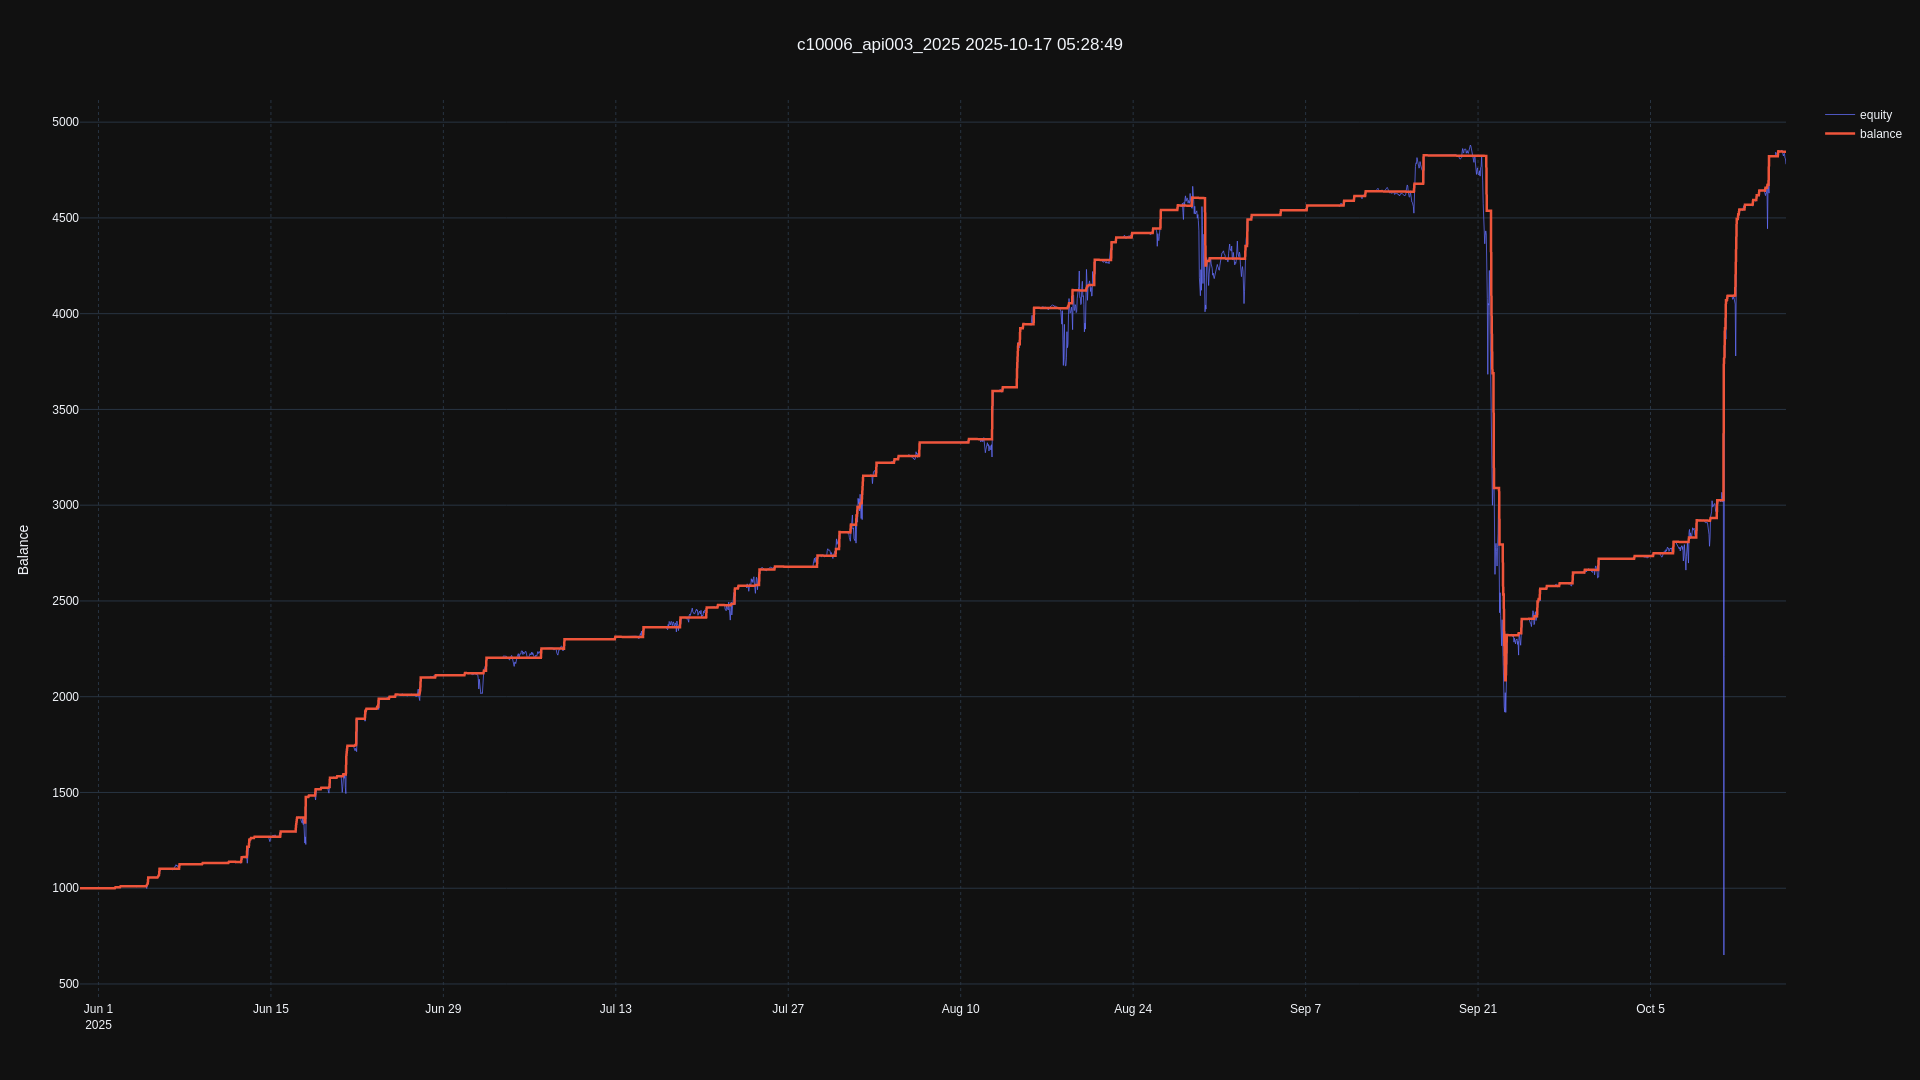 c10006_api003_2025 2025-10-17 05:28:49
equity
balance
Balance
5000
4500
4000
3500
3000
2500
2000
1500
1000
500
Jun 1
2025
Jun 15
Jun 29
Jul 13
Jul 27
Aug 10
Aug 24
Sep 7
Sep 21
Oct 5